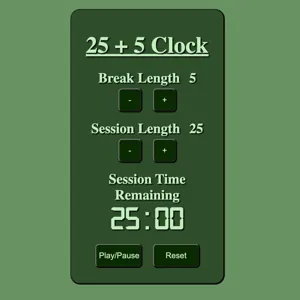 25 + 5 Clock
Break Length 5
- +
Session Length 25
- +
Session Time
Remaining
25:00
Play/Pause Reset